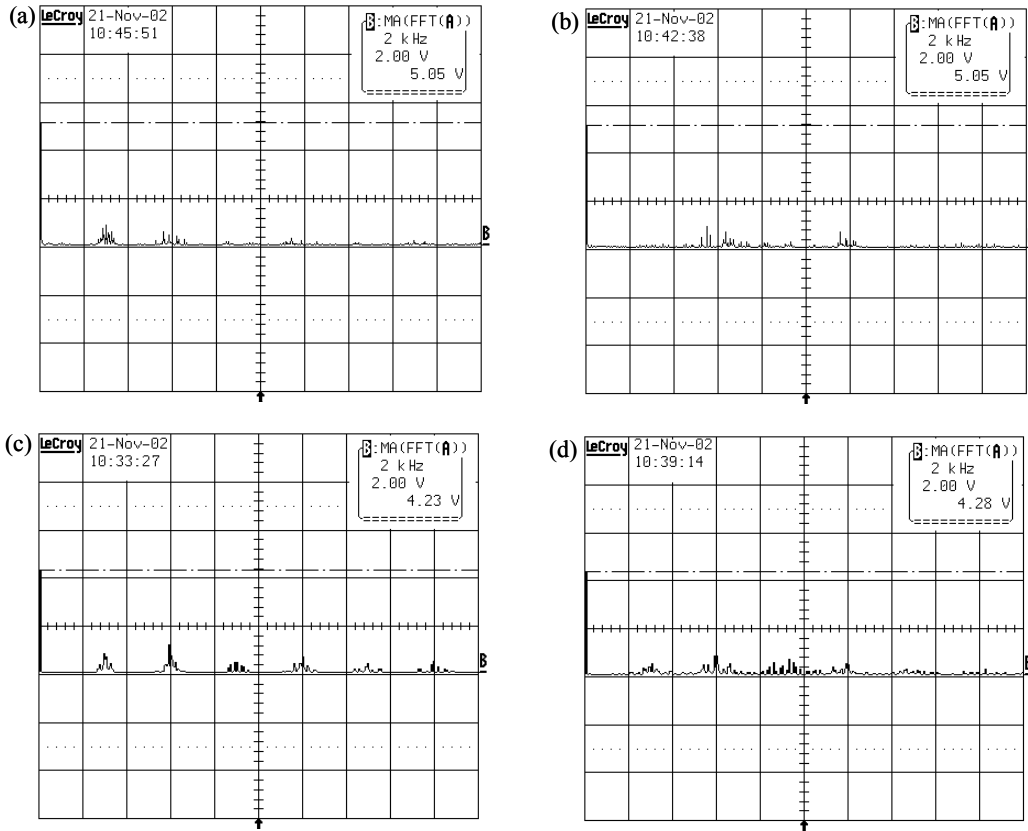 (a)
LeCroy 21-Nov-02
10:45:51
B:MA(FFT(A))
2 kHz
2.00 V
5.05 V
B
(b)
LeCroy 21-Nov-02
10:42:38
B:MA(FFT(A))
2 kHz
2.00 V
5.05 V
(c)
LeCroy 21-Nov-02
10:33:27
B:MA(FFT(A))
2 kHz
2.00 V
4.23 V
B
(d)
LeCroy 21-Nov-02
10:39:14
B:MA(FFT(A))
2 kHz
2.00 V
4.28 V
B